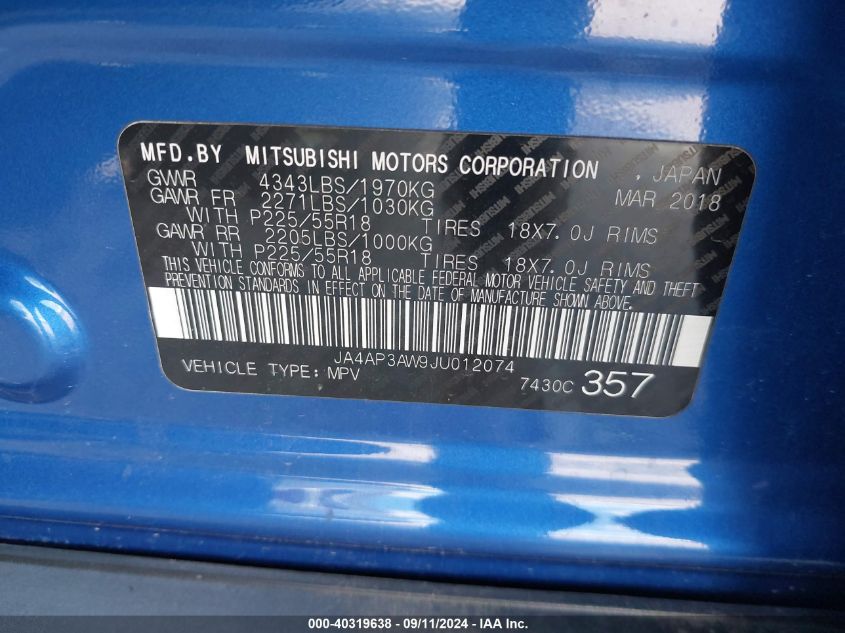 MFD.BY MITSUBISHI MOTORS CORPORATION , JAPAN
GVWR 4343LBS/1970KG MAR 2018
GAWR FR 2271LBS/1030KG
WITH P225/55R18 TIRES 18X7.0J RIMS
GAWR RR 2205LBS/1000KG
WITH P225/55R18 TIRES 18X7.0J RIMS
THIS VEHICLE CONFORMS TO ALL APPLICABLE FEDERAL MOTOR VEHICLE SAFETY AND THEFT
PREVENTION STANDARDS IN EFFECT ON THE DATE OF MANUFACTURE SHOWN ABOVE.
JA4AP3AW9JU012074
VEHICLE TYPE: MPV 7430C 357
000-40319638 - 09/11/2024 - IAA Inc.